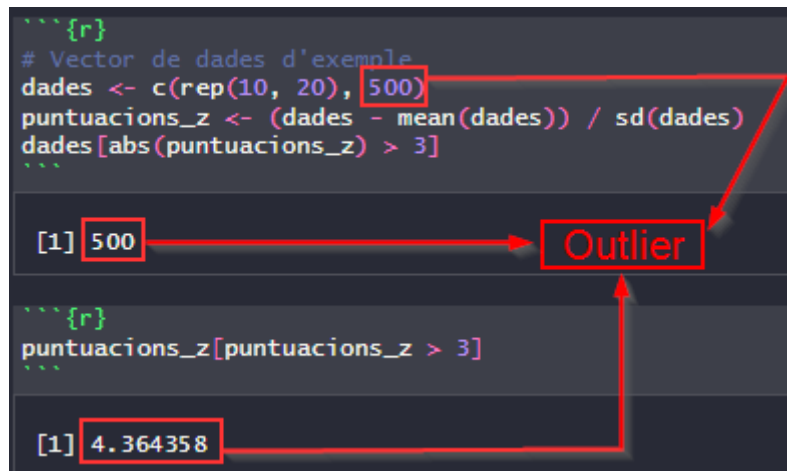 ```{r}
# Vector de dades d'exemple
dades <- c(rep(10, 20), 500)
puntuacions_z <- (dades - mean(dades)) / sd(dades)
dades[abs(puntuacions_z) > 3]
```
[1] 500
Outlier
```{r}
puntuacions_z[puntuacions_z > 3]
```
[1] 4.364358